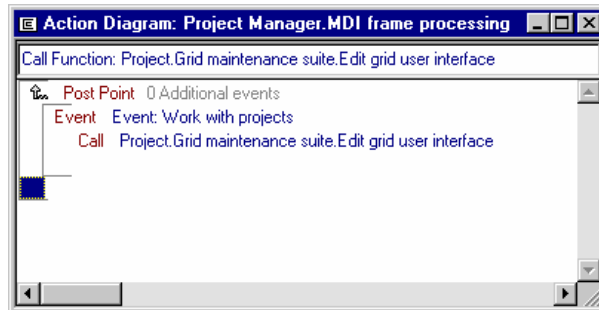 Action Diagram: Project Manager.MDI frame processing
Call Function: Project.Grid maintenance suite.Edit grid user interface
Post Point 0 Additional events
Event Event: Work with projects
Call Project.Grid maintenance suite.Edit grid user interface